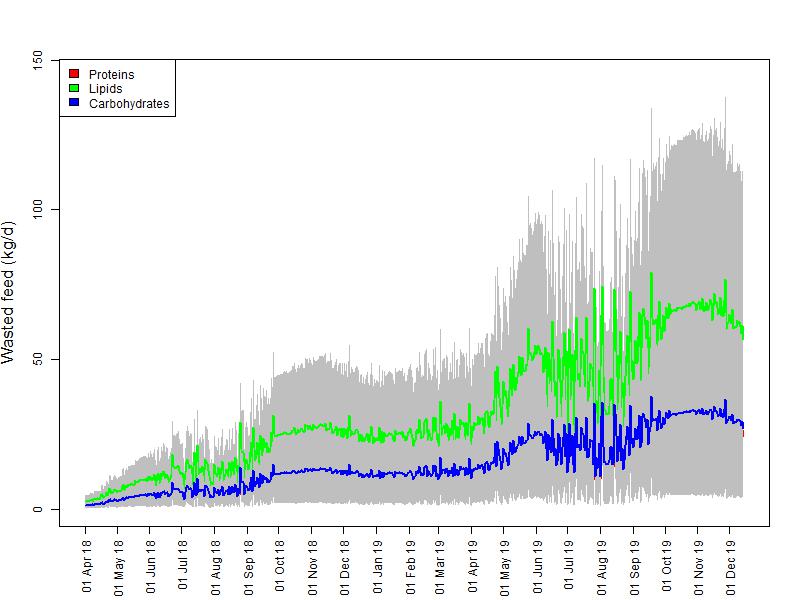 150
Proteins
Lipids
Carbohydrates
100
50
0
Wasted feed (kg/d)
01 Apr 18
01 May 18
01 Jun 18
01 Jul 18
01 Aug 18
01 Sep 18
01 Oct 18
01 Nov 18
01 Dec 18
01 Jan 19
01 Feb 19
01 Mar 19
01 Apr 19
01 May 19
01 Jun 19
01 Jul 19
01 Aug 19
01 Sep 19
01 Oct 19
01 Nov 19
01 Dec 19